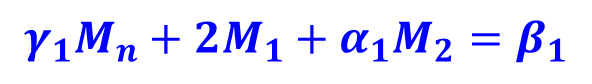 γ₁Mₙ + 2M₁ + α₁M₂ = β₁